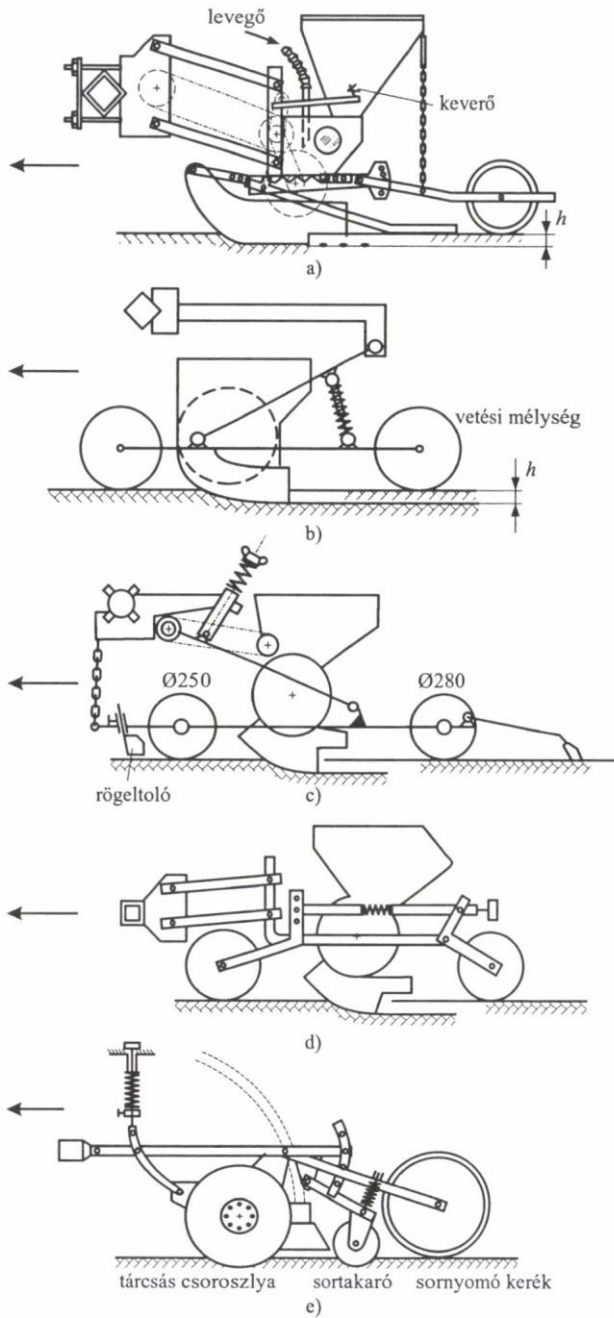 levegő
keverő
h
a)
vetési mélység
h
b)
Ø250
Ø280
rögeltoló
c)
d)
tárcsás csoroszlya sortakaró sornyomó kerék
e)